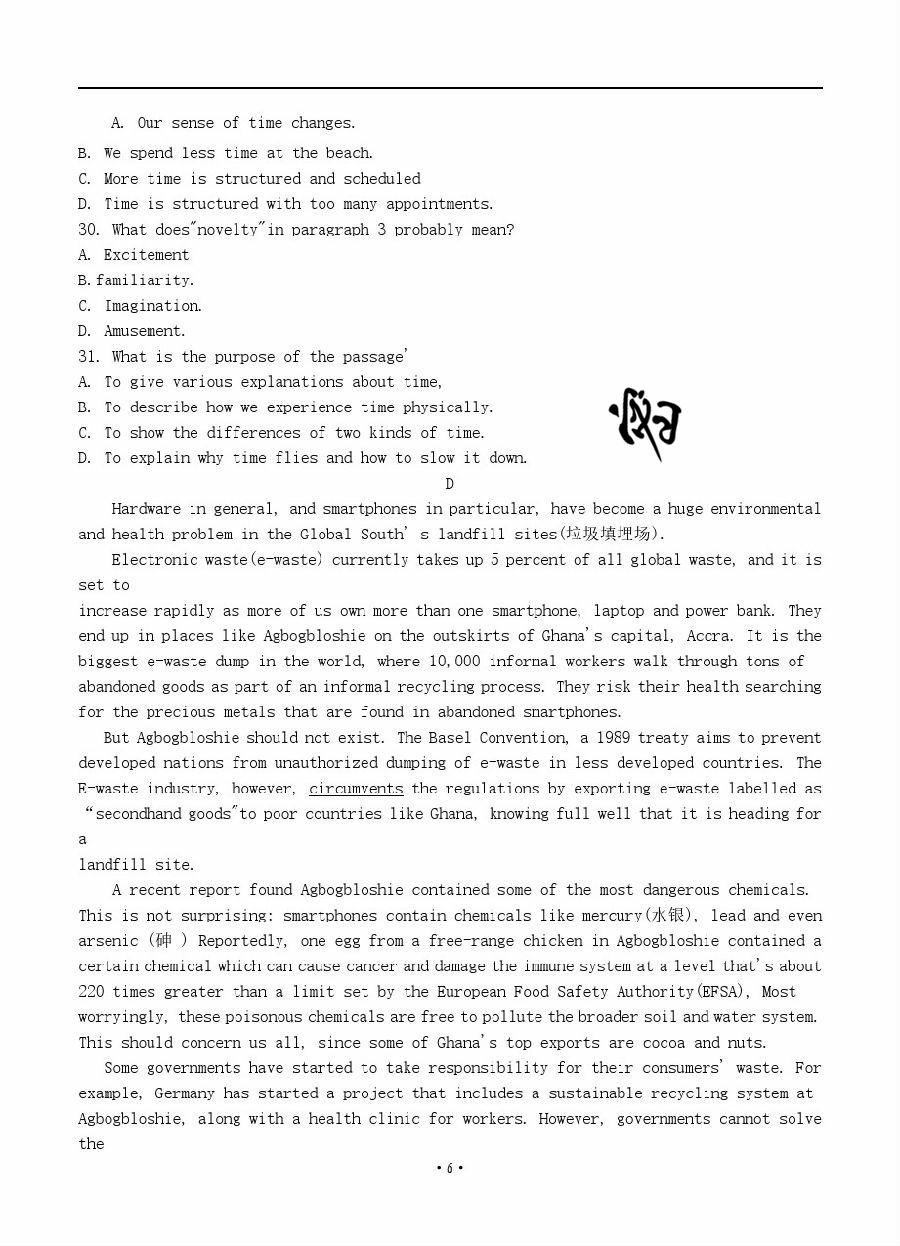 A. Our sense of time changes.
B. We spend less time at the beach.
C. More time is structured and scheduled
D. Time is structured with too many appointments.
30. What does"novelty"in paragraph 3 probably mean?
A. Excitement
B.familiarity.
C. Imagination.
D. Amusement.
31. What is the purpose of the passage'
A. To give various explanations about time,
B. To describe how we experience time physically.
C. To show the differences of two kinds of time.
D. To explain why time flies and how to slow it down.
D
Hardware in general, and smartphones in particular, have become a huge environmental
and health problem in the Global South' s landfill sites(垃圾填埋场).
Electronic waste(e-waste) currently takes up 5 percent of all global waste, and it is
set to
increase rapidly as more of us own more than one smartphone, laptop and power bank. They
end up in places like Agbogbloshie on the outskirts of Ghana's capital, Accra. It is the
biggest e-waste dump in the world, where 10,000 informal workers walk through tons of
abandoned goods as part of an informal recycling process. They risk their health searching
for the precious metals that are found in abandoned smartphones.
But Agbogbloshie should not exist. The Basel Convention, a 1989 treaty aims to prevent
developed nations from unauthorized dumping of e-waste in less developed countries. The
E-waste industry, however, circumvents the regulations by exporting e-waste labelled as
“secondhand goods"to poor countries like Ghana, knowing full well that it is heading for
a
landfill site.
A recent report found Agbogbloshie contained some of the most dangerous chemicals.
This is not surprising: smartphones contain chemicals like mercury(水银), lead and even
arsenic (砷 ) Reportedly, one egg from a free-range chicken in Agbogbloshie contained a
certain chemical which can cause cancer and damage the immune system at a level that's about
220 times greater than a limit set by the European Food Safety Authority(EFSA), Most
worryingly, these poisonous chemicals are free to pollute the broader soil and water system.
This should concern us all, since some of Ghana's top exports are cocoa and nuts.
Some governments have started to take responsibility for their consumers' waste. For
example, Germany has started a project that includes a sustainable recycling system at
Agbogbloshie, along with a health clinic for workers. However, governments cannot solve
the
·6·